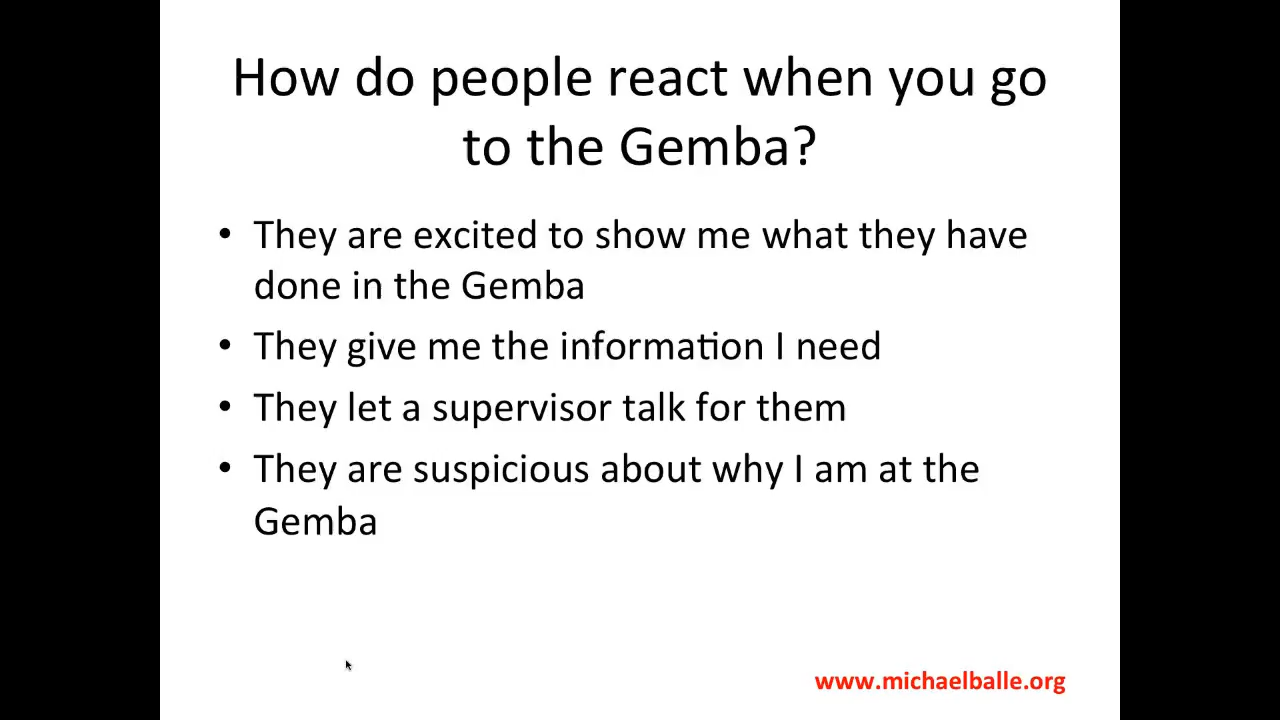 How do people react when you go
to the Gemba?
• They are excited to show me what they have
done in the Gemba
• They give me the information I need
• They let a supervisor talk for them
• They are suspicious about why I am at the
Gemba
www.michaelballe.org